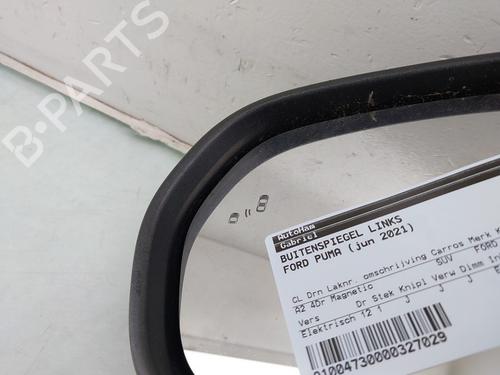 B-PARTS
AutoHam
Gabriel
BUITENSPIEGEL LINKS
FORD PUMA (jun 2021)
CL Drn Laknr. omschrijving Carros Merk
A2 4Dr Magnetic SUV FORD
Vers Dr Stek Knipl Verw Dimm
Elektrisch 12 1 J J J
01004730000327029